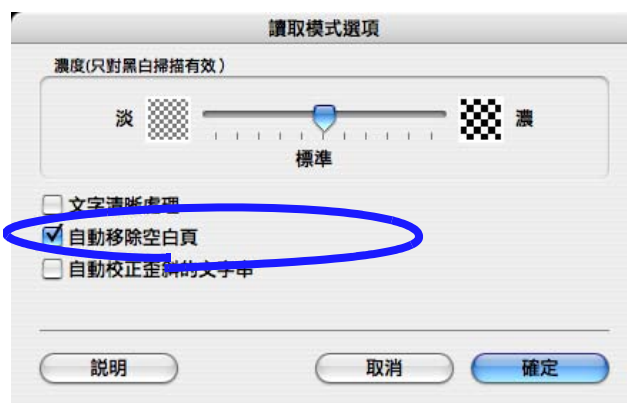 讀取模式選項
濃度(只對黑白掃描有效)
淡 濃
標準
文字清晰處理
自動移除空白頁
自動校正歪斜的文字串
説明 取消 確定